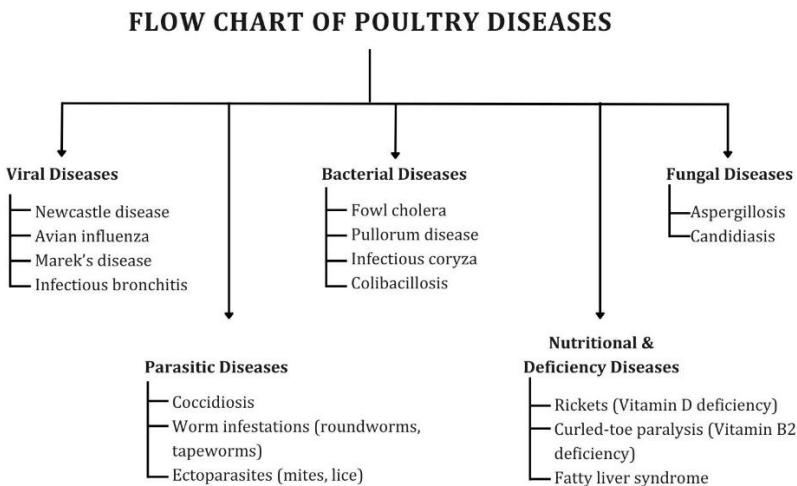 FLOW CHART OF POULTRY DISEASES
Viral Diseases
Newcastle disease
Avian influenza
Marek's disease
Infectious bronchitis
Bacterial Diseases
Fowl cholera
Pullorum disease
Infectious coryza
Colibacillosis
Fungal Diseases
Aspergillosis
Candidiasis
Parasitic Diseases
Coccidiosis
Worm infestations (roundworms,
tapeworms)
Ectoparasites (mites, lice)
Nutritional &
Deficiency Diseases
Rickets (Vitamin D deficiency)
Curled-toe paralysis (Vitamin B2
deficiency)
Fatty liver syndrome